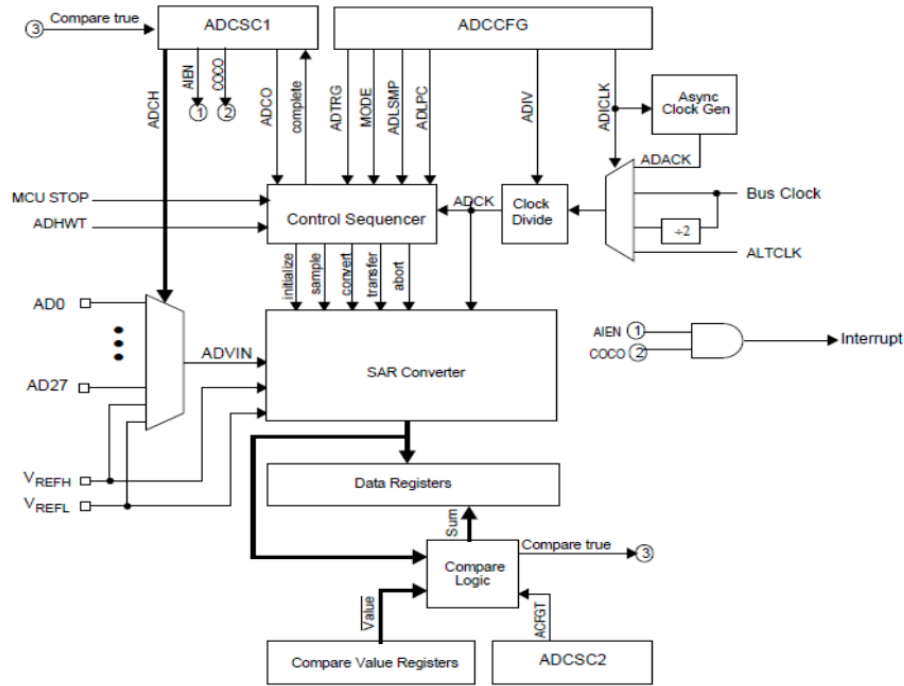 3 Compare true
ADCSC1
ADCCFG
ADCH
AIEN
COCO
ADCO
complete
ADTRG
MODE
ADLSMP
ADLPC
ADIV
ADICLK
Async
Clock Gen
1
2
ADACK
MCU STOP
ADHWT
Control Sequencer
ADCK
Clock
Divide
Bus Clock
÷2
ALTCLK
initialize
sample
convert
transfer
abort
AD0
AD27
ADVIN
SAR Converter
AIEN 1
COCO 2
Interrupt
VREFH
VREFL
Data Registers
Sum
Compare
Logic
Compare true 3
Value
ACFGT
Compare Value Registers
ADCSC2